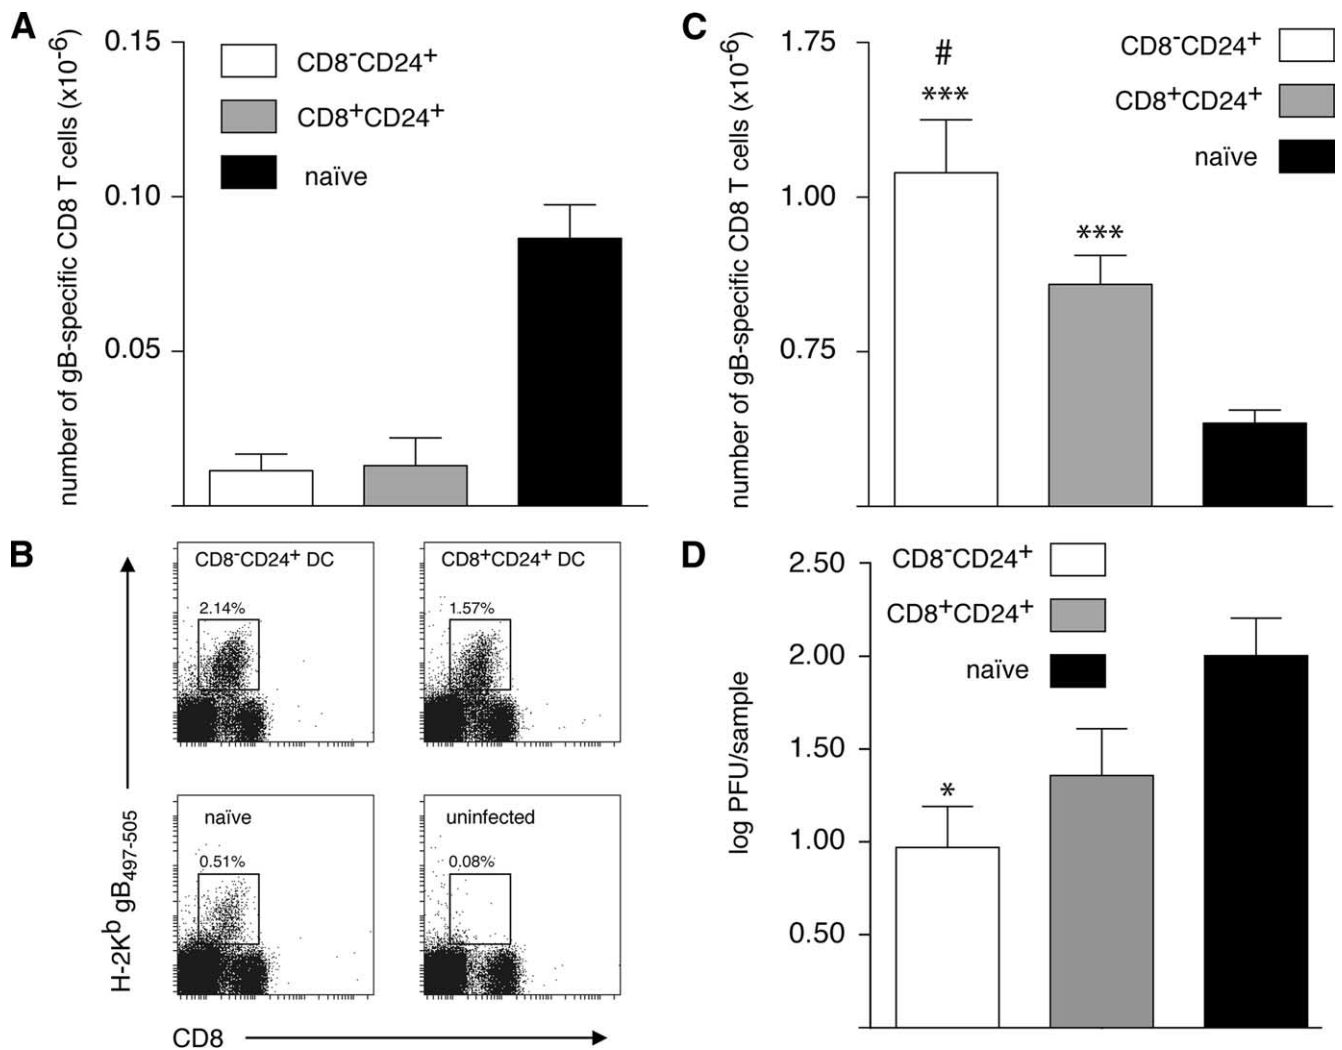 A
number of gB-specific CD8 T cells (x10⁻⁶)
0.15
0.10
0.05
CD8⁻CD24⁺
CD8⁺CD24⁺
naïve
C
number of gB-specific CD8 T cells (x10⁻⁶)
1.75
1.00
0.75
#
***
***
CD8⁻CD24⁺
CD8⁺CD24⁺
naïve
B
H-2Kᵇ gB₄₉₇₋₅₀₅
CD8⁻CD24⁺ DC
2.14%
CD8⁺CD24⁺ DC
1.57%
naïve
0.51%
uninfected
0.08%
CD8
D
log PFU/sample
2.50
2.00
1.50
1.00
0.50
CD8⁻CD24⁺
CD8⁺CD24⁺
naïve
*